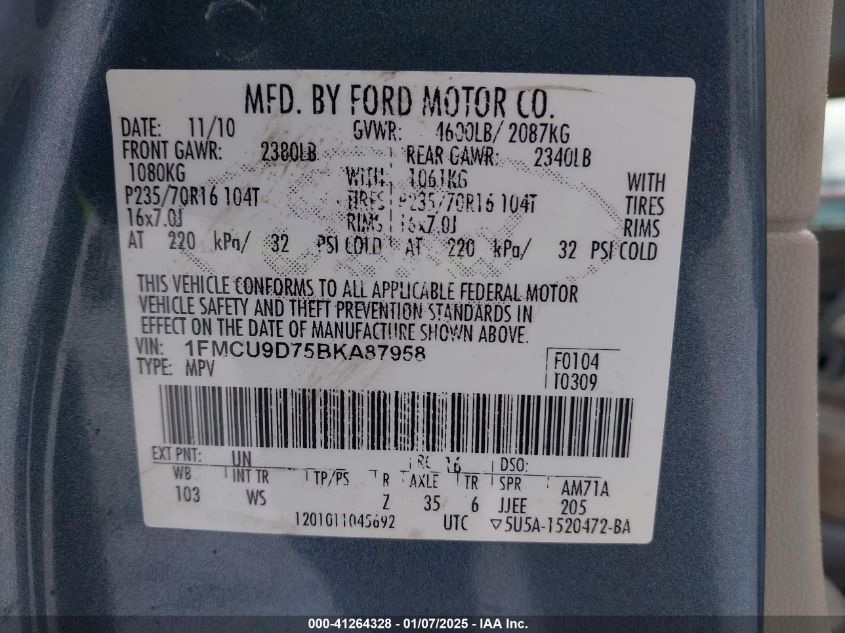 MFD. BY FORD MOTOR CO.
DATE: 11/10 GVWR: 4600LB/ 2087KG
FRONT GAWR: 2380LB REAR GAWR: 2340LB
1080KG WITH 1061KG WITH
P235/70R16 104T TIRES P235/70R16 104T TIRES
16x7.0J RIMS 16x7.0J RIMS
AT 220 kPa/ 32 PSI COLD AT 220 kPa/ 32 PSI COLD
THIS VEHICLE CONFORMS TO ALL APPLICABLE FEDERAL MOTOR
VEHICLE SAFETY AND THEFT PREVENTION STANDARDS IN
EFFECT ON THE DATE OF MANUFACTURE SHOWN ABOVE.
VIN: 1FMCU9D75BKA87958 F0104
TYPE: MPV T0309
EXT PNT: UN RC 16 DSO:
WB INT TR TP/PS R AXLE TR SPR AM71A
103 WS Z 35 6 JJEE 205
1201011045692 UTC ▽5U5A-1520472-BA
000-41264328 - 01/07/2025 - IAA Inc.